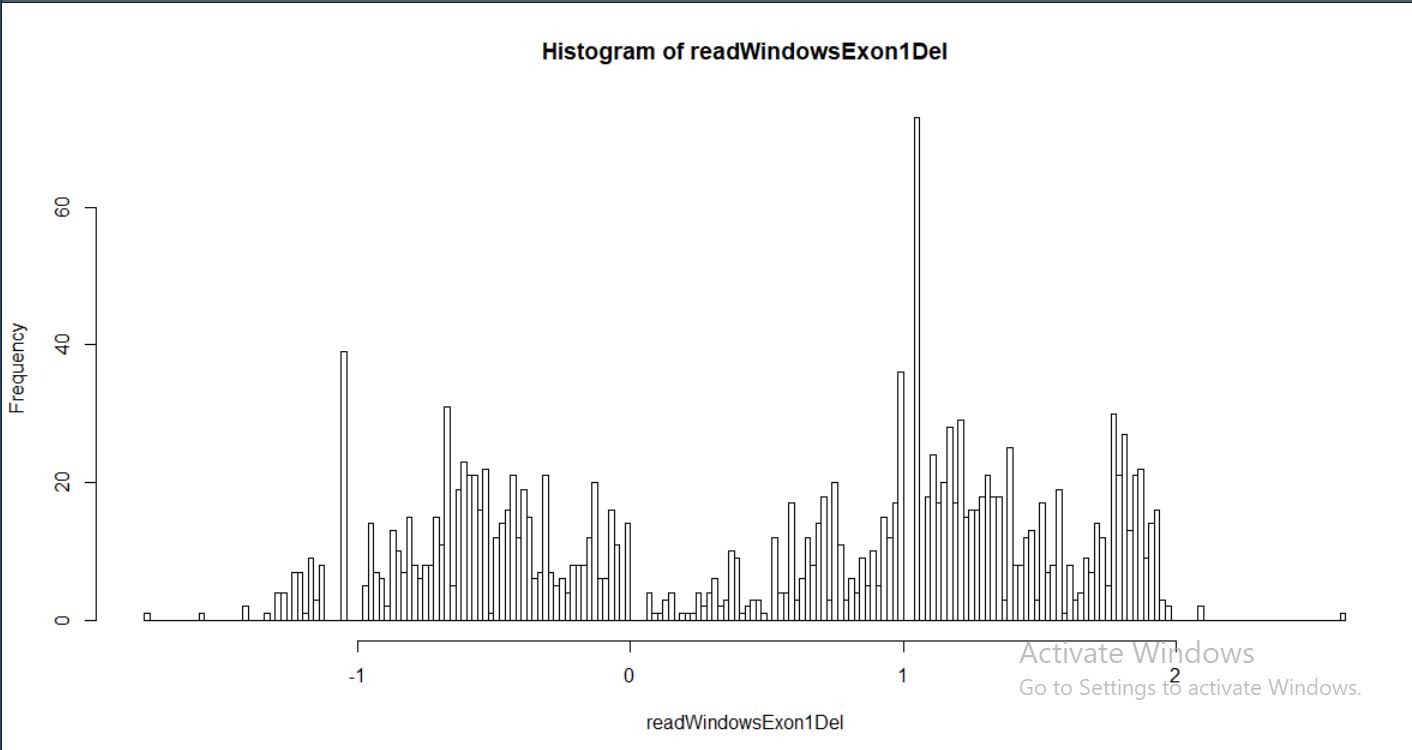 Histogram of readWindowsExon1Del
Frequency
60
40
20
0
-1 0 1 2
readWindowsExon1Del
Activate Windows
Go to Settings to activate Windows.